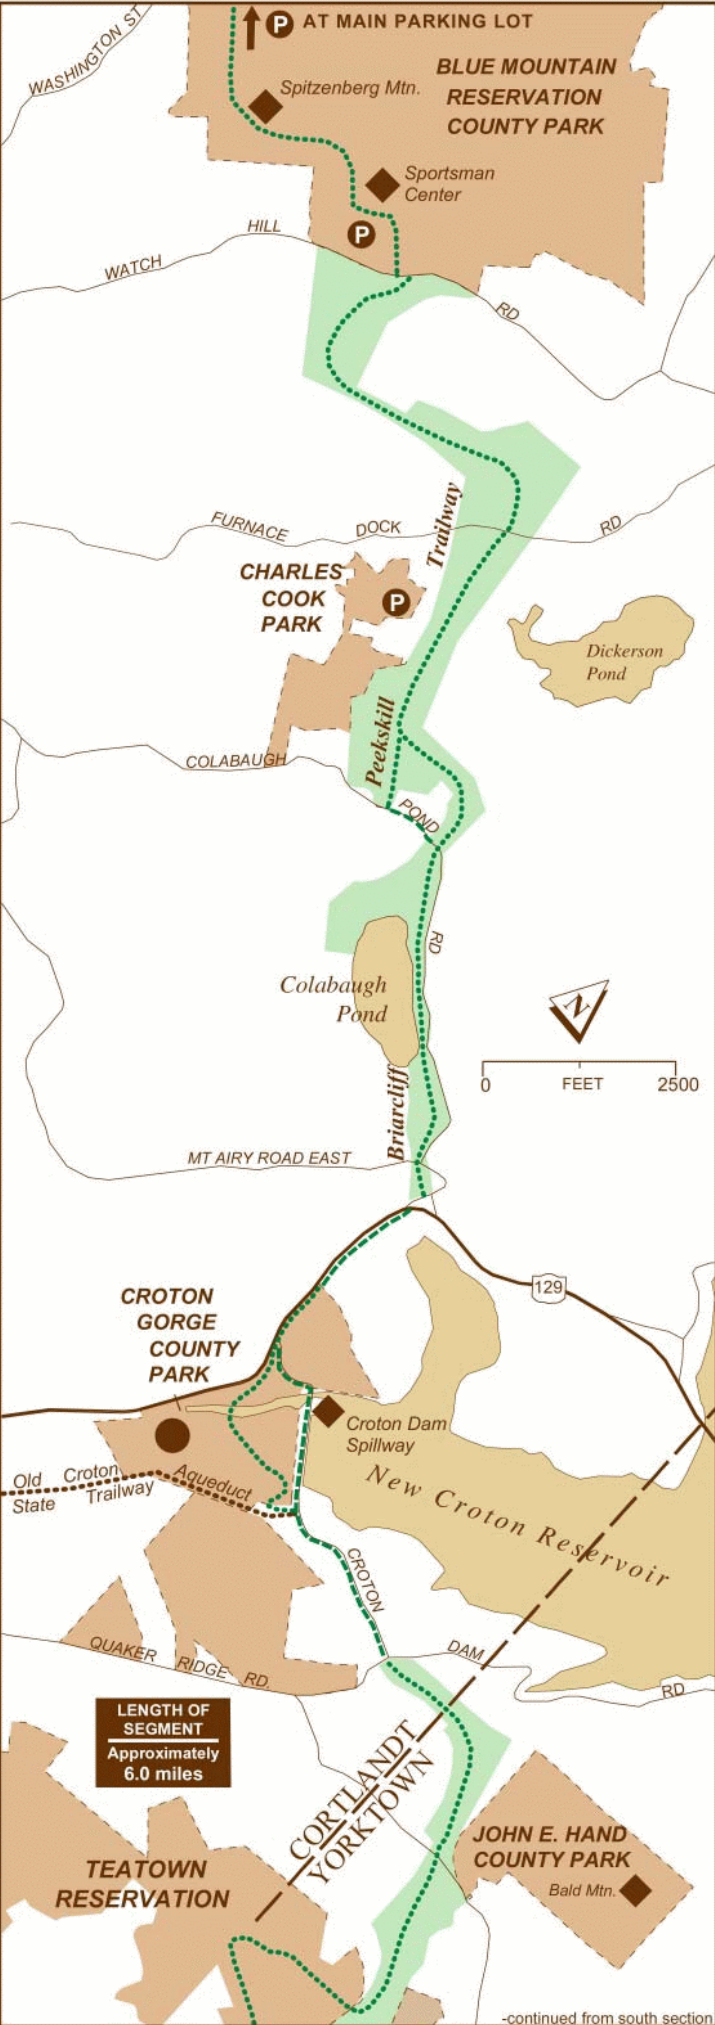 P AT MAIN PARKING LOT
WASHINGTON ST
BLUE MOUNTAIN
RESERVATION
COUNTY PARK
Spitzenberg Mtn.
Sportsman
Center
P
WATCH HILL RD
FURNACE DOCK RD
Trailway
CHARLES
COOK
PARK
P
Dickerson
Pond
Peekskill
COLABAUGH POND RD
Colabaugh
Pond
N
0 FEET 2500
Briarcliff
MT AIRY ROAD EAST
129
CROTON
GORGE
COUNTY
PARK
Croton Dam
Spillway
Old Croton Aqueduct
State Trailway
New Croton Reservoir
CROTON DAM RD
QUAKER RIDGE RD.
LENGTH OF
SEGMENT
Approximately
6.0 miles
CORTLANDT
YORKTOWN
JOHN E. HAND
COUNTY PARK
Bald Mtn.
TEATOWN
RESERVATION
-continued from south section